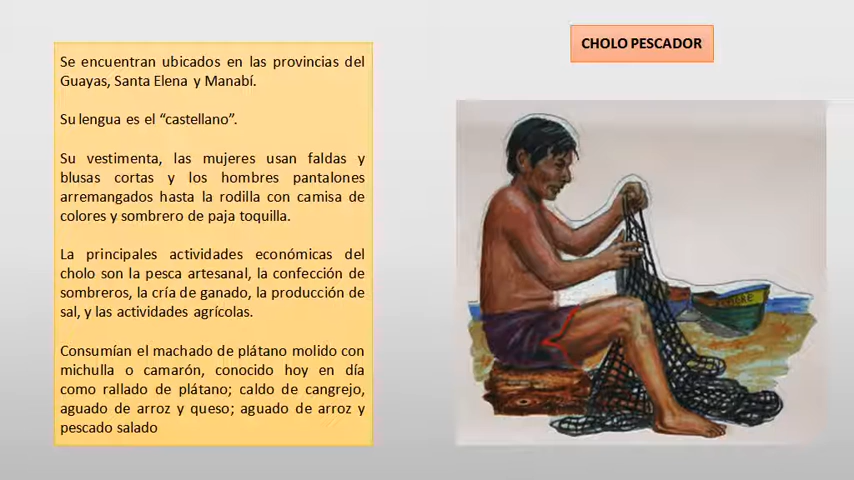 CHOLO PESCADOR
Se encuentran ubicados en las provincias del
Guayas, Santa Elena y Manabí.
Su lengua es el “castellano”.
Su vestimenta, las mujeres usan faldas y
blusas cortas y los hombres pantalones
arremangados hasta la rodilla con camisa de
colores y sombrero de paja toquilla.
La principales actividades económicas del
cholo son la pesca artesanal, la confección de
sombreros, la cría de ganado, la producción de
sal, y las actividades agrícolas.
Consumían el machado de plátano molido con
michulla o camarón, conocido hoy en día
como rallado de plátano; caldo de cangrejo,
aguado de arroz y queso; aguado de arroz y
pescado salado